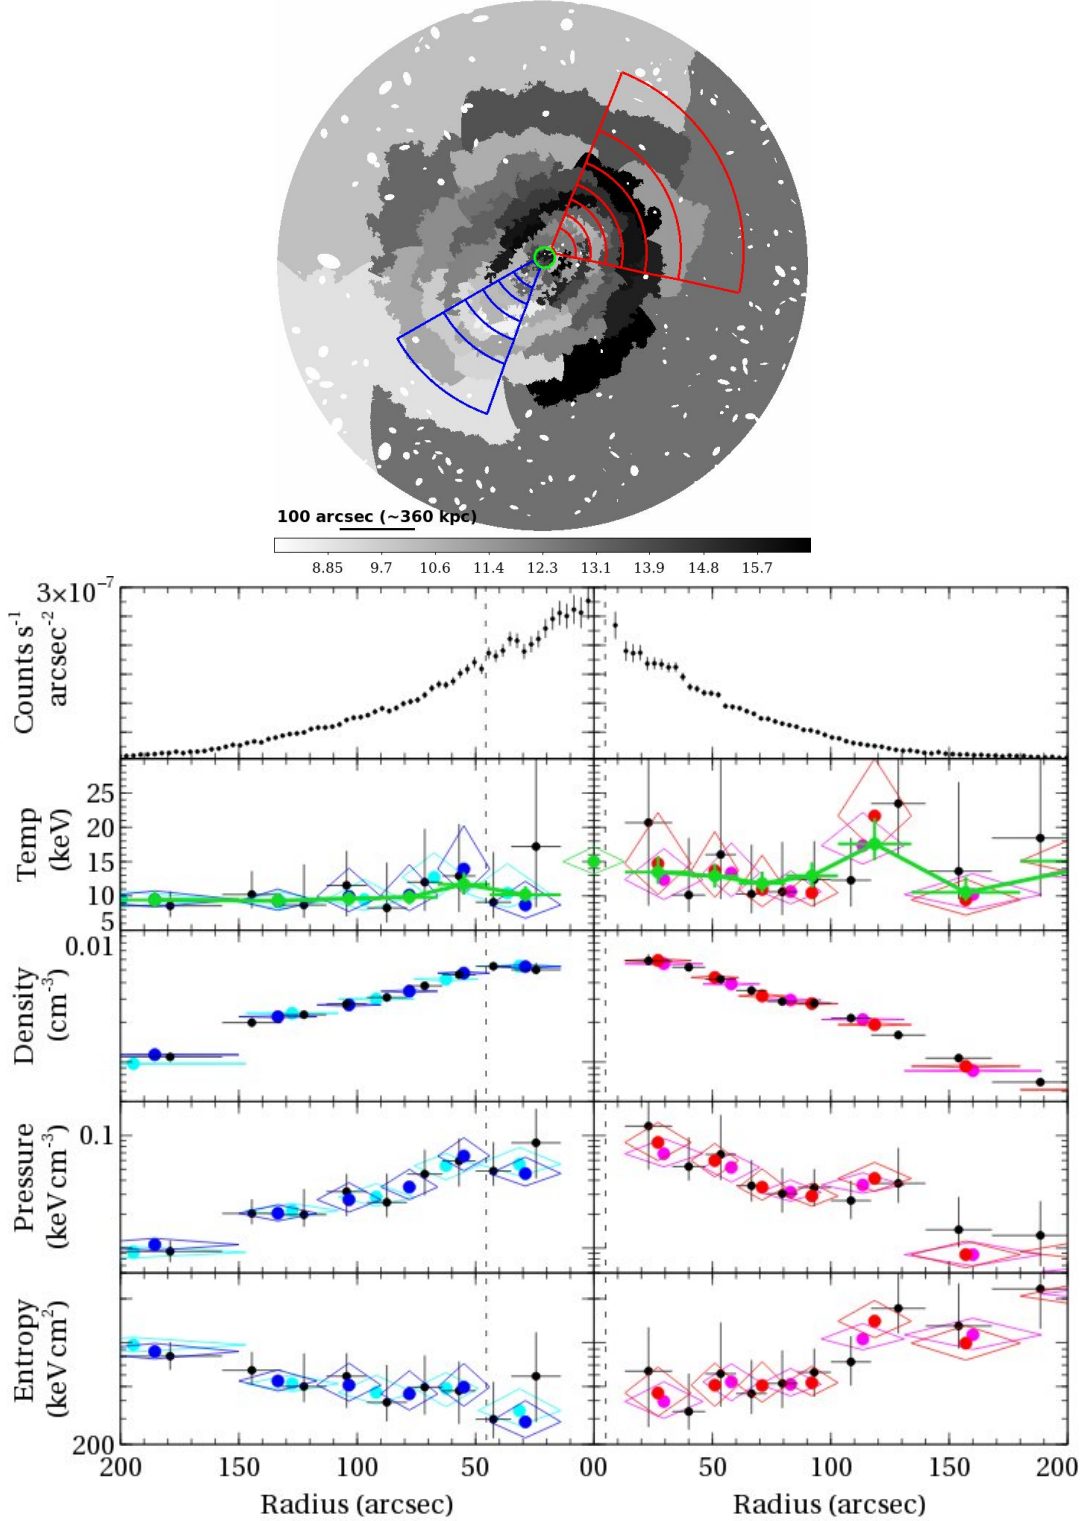 100 arcsec (~360 kpc)
8.85 9.7 10.6 11.4 12.3 13.1 13.9 14.8 15.7
3×10⁻⁷
Counts s⁻¹
arcsec⁻²
25
20
15
10
5
Temp
(keV)
0.01
Density
(cm⁻³)
0.1
Pressure
(keV cm⁻³)
Entropy
(keV cm²)
200
200 150 100 50 00 50 100 150 200
Radius (arcsec) Radius (arcsec)